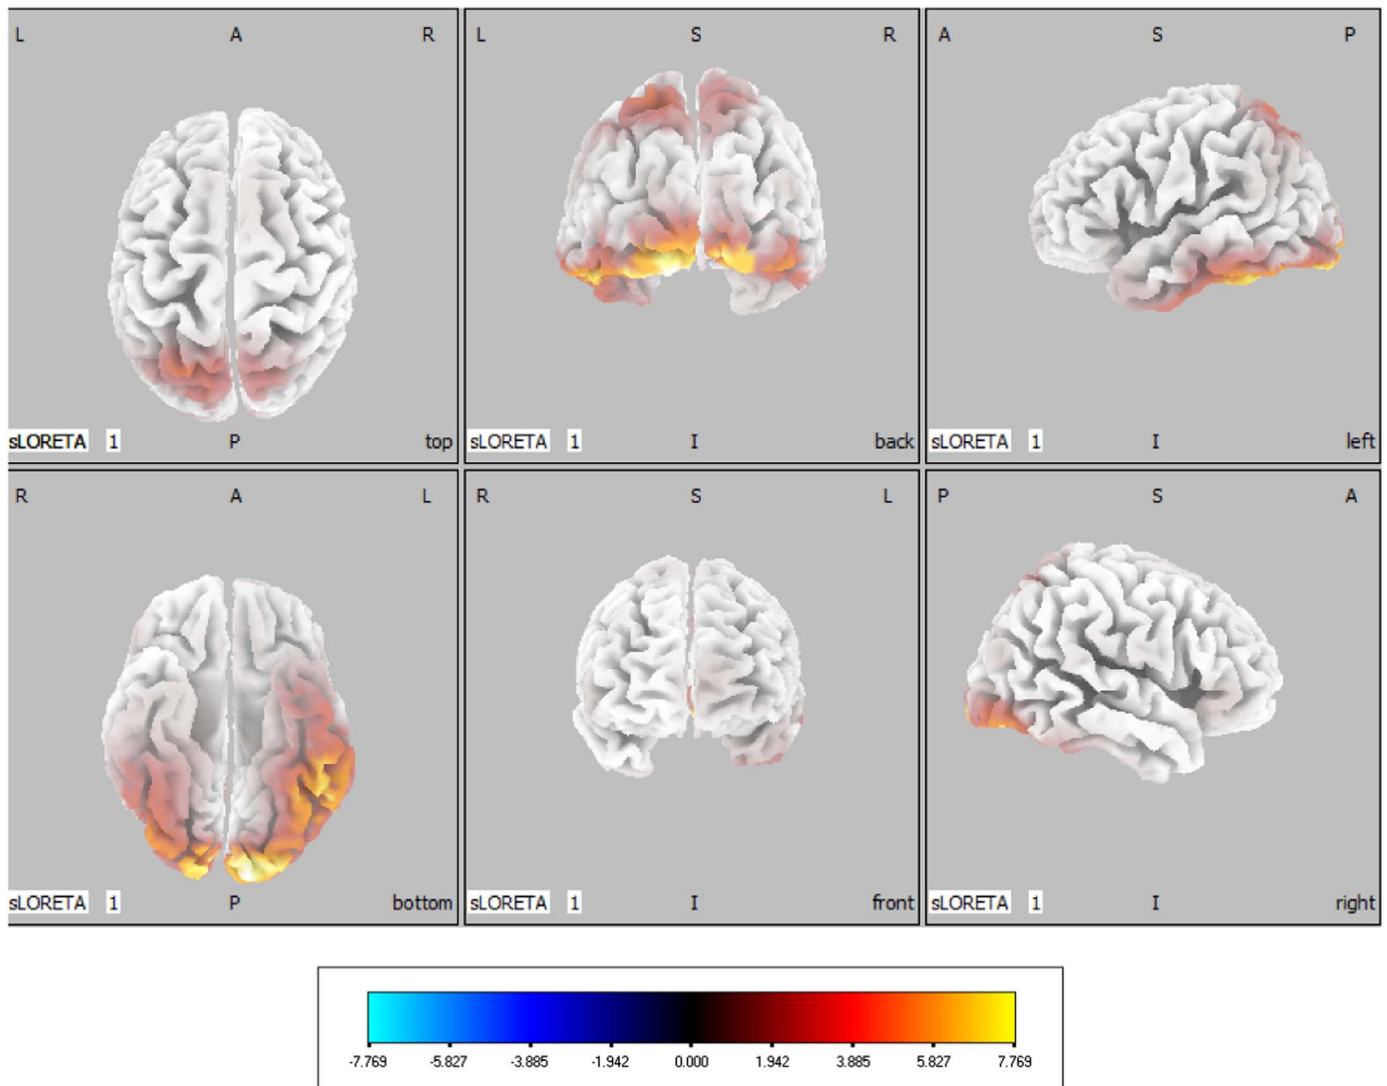 L A R
L S R
A S P
sLORETA 1 P top
sLORETA 1 I back
sLORETA 1 I left
R A L
R S L
P S A
sLORETA 1 P bottom
sLORETA 1 I front
sLORETA 1 I right
-7.769 -5.827 -3.885 -1.942 0.000 1.942 3.885 5.827 7.769